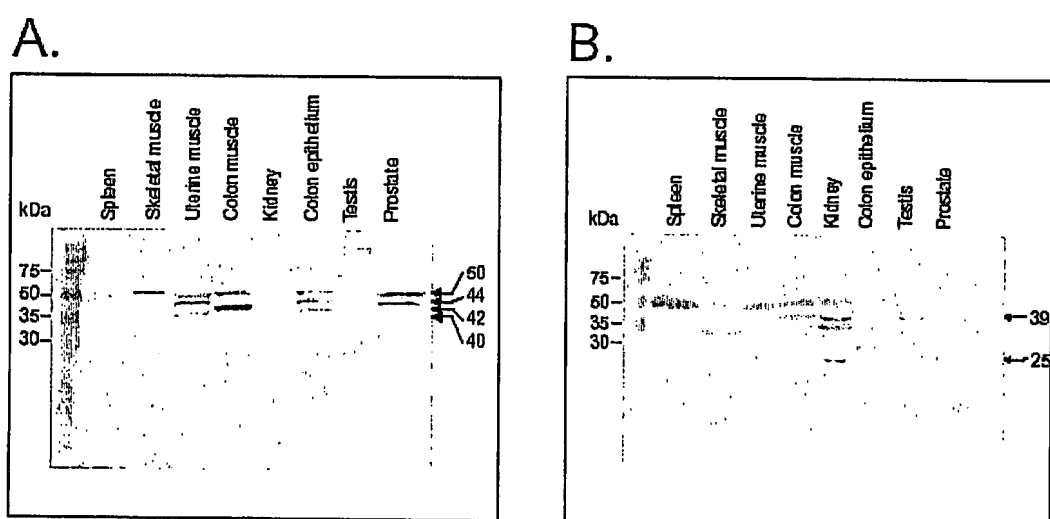 A.
B.
kDa
Spleen
Skeletal muscle
Uterine muscle
Colon muscle
Kidney
Colon epithelium
Testis
Prostate
75
50
35
30
50
44
42
40
kDa
Spleen
Skeletal muscle
Uterine muscle
Colon muscle
Kidney
Colon epithelium
Testis
Prostate
75
50
35
30
39
25